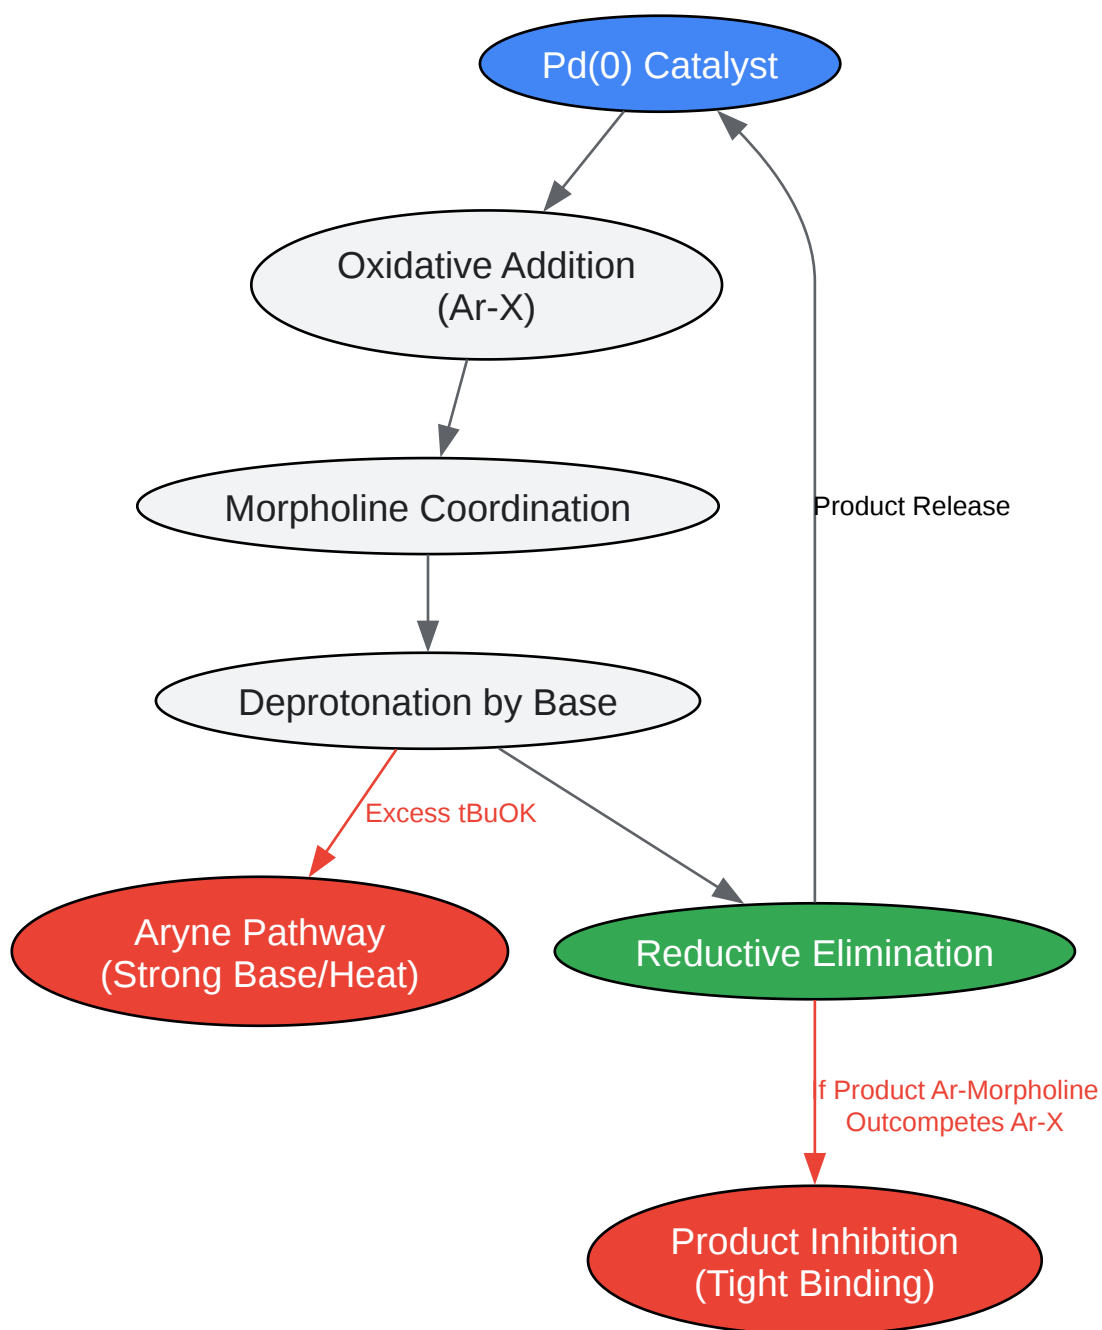 Pd(0) Catalyst
Oxidative Addition
(Ar-X)
Morpholine Coordination
Product Release
Deprotonation by Base
Excess tBuOK
Aryne Pathway
(Strong Base/Heat)
Reductive Elimination
If Product Ar-Morpholine
Outcompetes Ar-X
Product Inhibition
(Tight Binding)